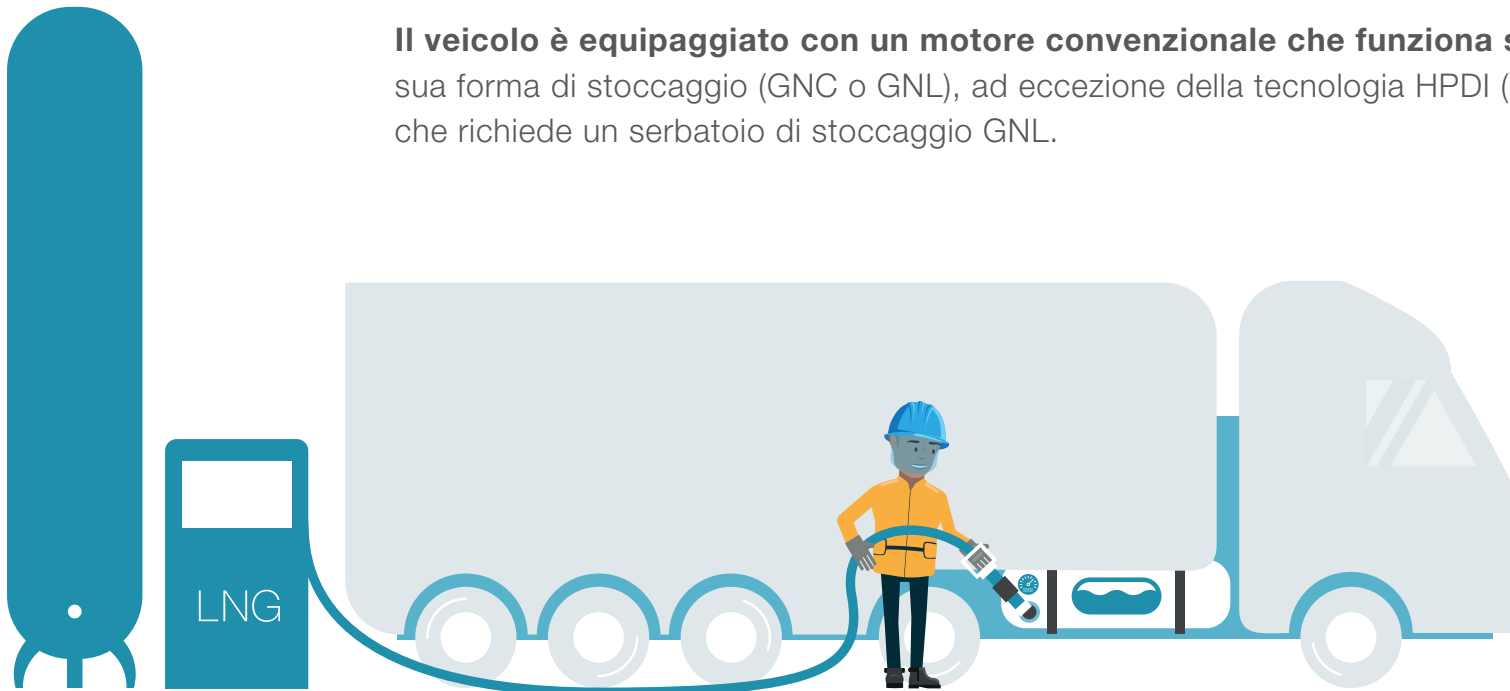 Il veicolo è equipaggiato con un motore convenzionale che funziona
sua forma di stoccaggio (GNC o GNL), ad eccezione della tecnologia HPDI (
che richiede un serbatoio di stoccaggio GNL.
LNG